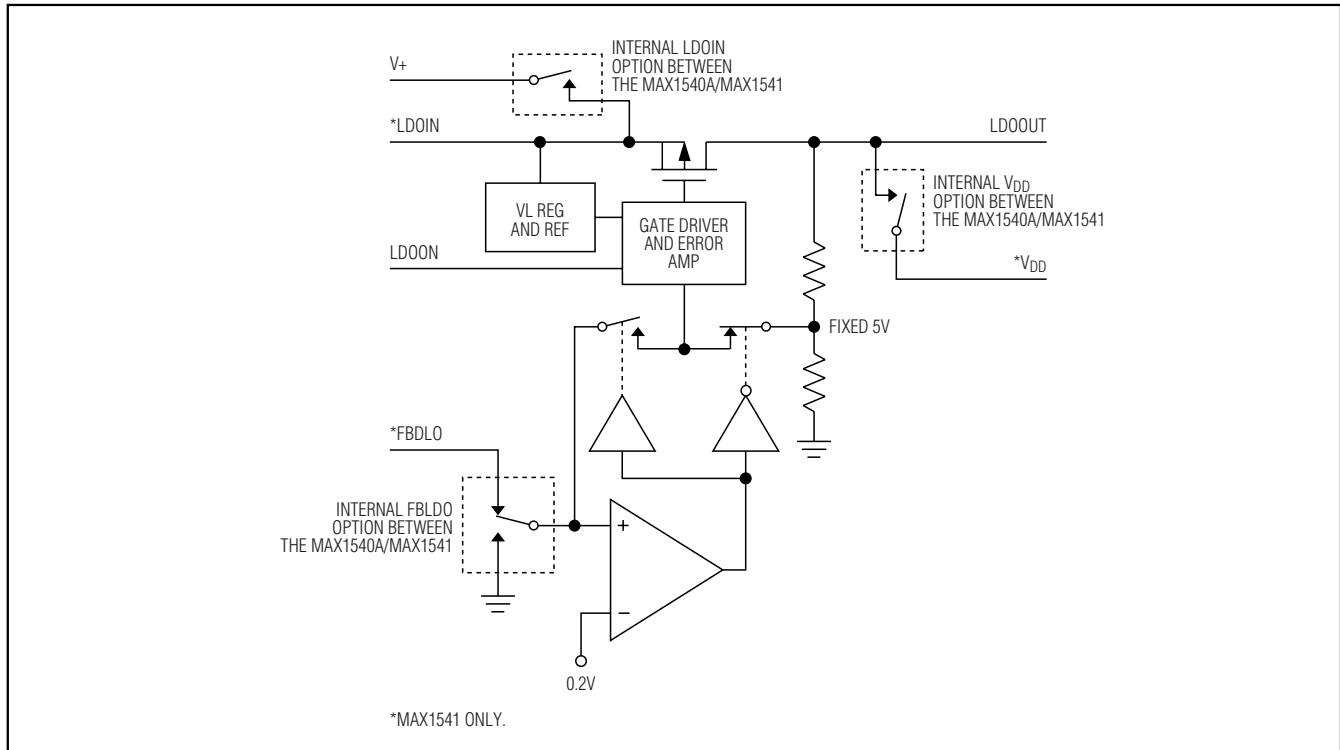 INTERNAL LDOIN
OPTION BETWEEN
THE MAX1540A/MAX1541
V+
*LDOIN
LDOOUT
VL REG
AND REF
GATE DRIVER
AND ERROR
AMP
INTERNAL VDD
OPTION BETWEEN
THE MAX1540A/MAX1541
LDOON
*VDD
FIXED 5V
*FBDLO
INTERNAL FBLDO
OPTION BETWEEN
THE MAX1540A/MAX1541
+
−
0.2V
*MAX1541 ONLY.